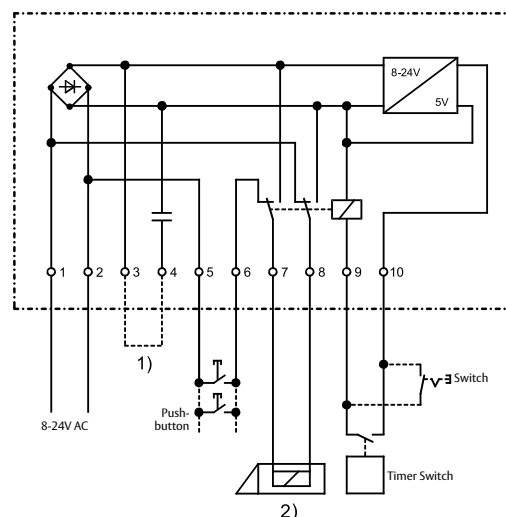 8-24V
5V
1 2 3 4 5 6 7 8 9 10
1)
Switch
Push-
button
8-24V AC
Timer Switch
2)